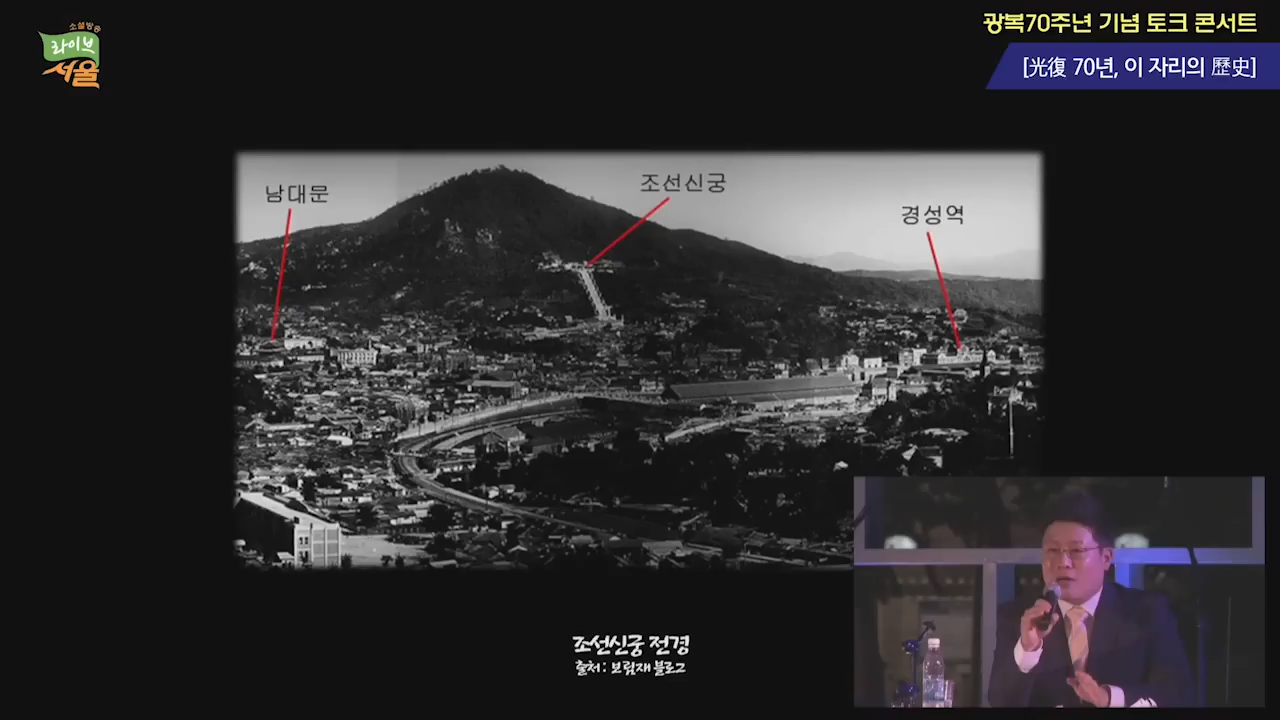 소셜방송
라이브
서울
광복70주년 기념 토크 콘서트
[光復 70년, 이 자리의 歷史]
남대문
조선신궁
경성역
조선신궁 전경
출처 : 보림재 블로그